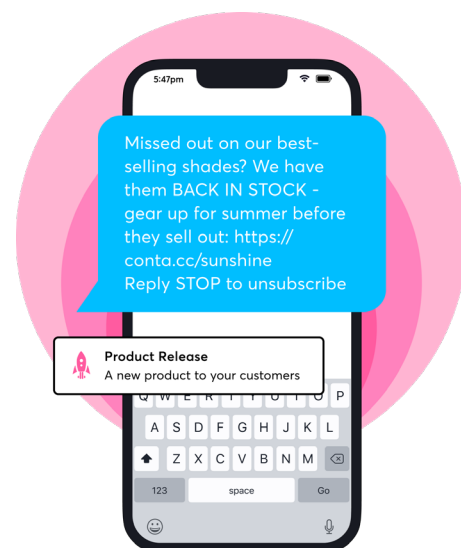 5:47pm
Missed out on our best-
selling shades? We have
them BACK IN STOCK -
gear up for summer before
they sell out: https://
conta.cc/sunshine
Reply STOP to unsubscribe
Product Release
A new product to your customers
Q W E R T Y U I O P
A S D F G H J K L
Z X C V B N M
123 space Go